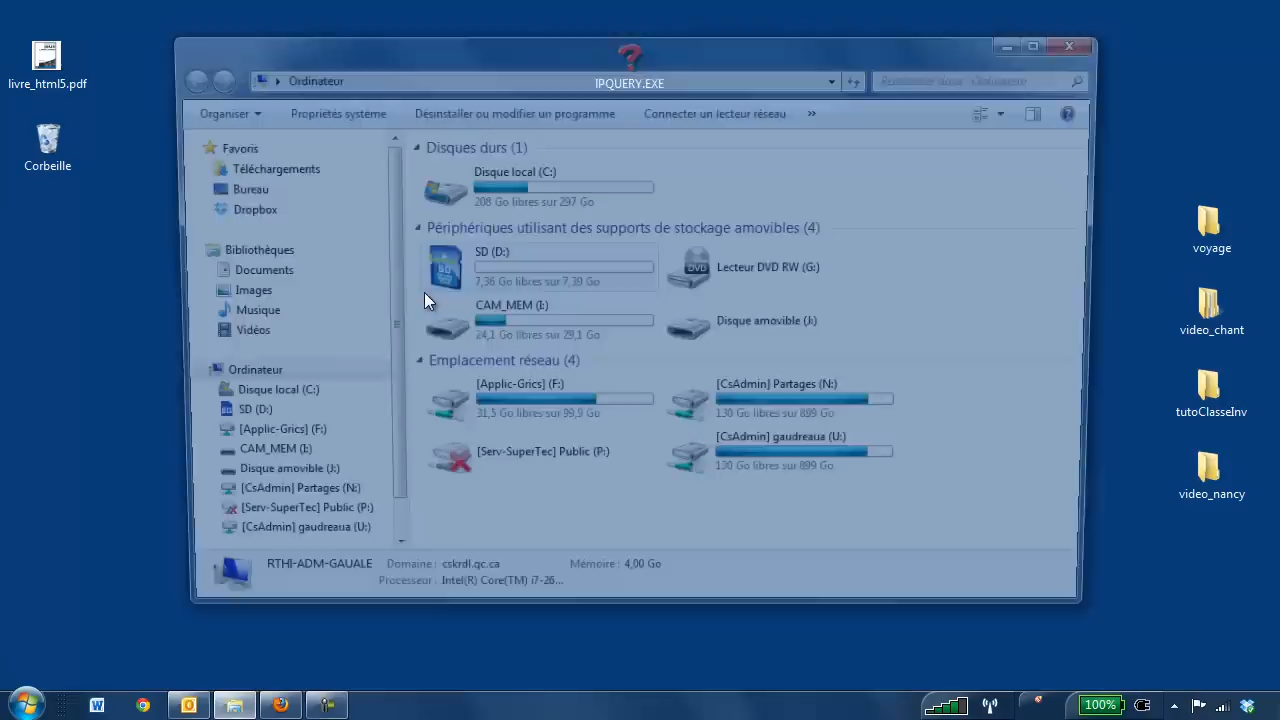 livre_html5.pdf
Corbeille
IPQUERY.EXE
Ordinateur
Organiser
Propriétés système
Désinstaller ou modifier un programme
Connecter un lecteur réseau
»
Favoris
Téléchargements
Bureau
Dropbox
Bibliothèques
Documents
Images
Musique
Vidéos
Ordinateur
Disque local (C:)
SD (D:)
[Applic-Grics] (F:)
CAM_MEM (I:)
Disque amovible (J:)
[CsAdmin] Partages (N:)
[Serv-SuperTec] Public (P:)
[CsAdmin] gaudreaua (U:)
Disques durs (1)
Disque local (C:)
208 Go libres sur 297 Go
Périphériques utilisant des supports de stockage amovibles (4)
SD (D:)
7,36 Go libres sur 7,39 Go
Lecteur DVD RW (G:)
DVD
CAM_MEM (I:)
24,1 Go libres sur 29,1 Go
Disque amovible (J:)
Emplacement réseau (4)
[Applic-Grics] (F:)
31,5 Go libres sur 99,9 Go
[CsAdmin] Partages (N:)
130 Go libres sur 899 Go
[Serv-SuperTec] Public (P:)
[CsAdmin] gaudreaua (U:)
130 Go libres sur 899 Go
RTHI-ADM-GAUALE
Domaine : cskrdl.qc.ca
Mémoire : 4,00 Go
Processeur : Intel(R) Core(TM) i7-26...
voyage
video_chant
tutoClasseInv
video_nancy
100%